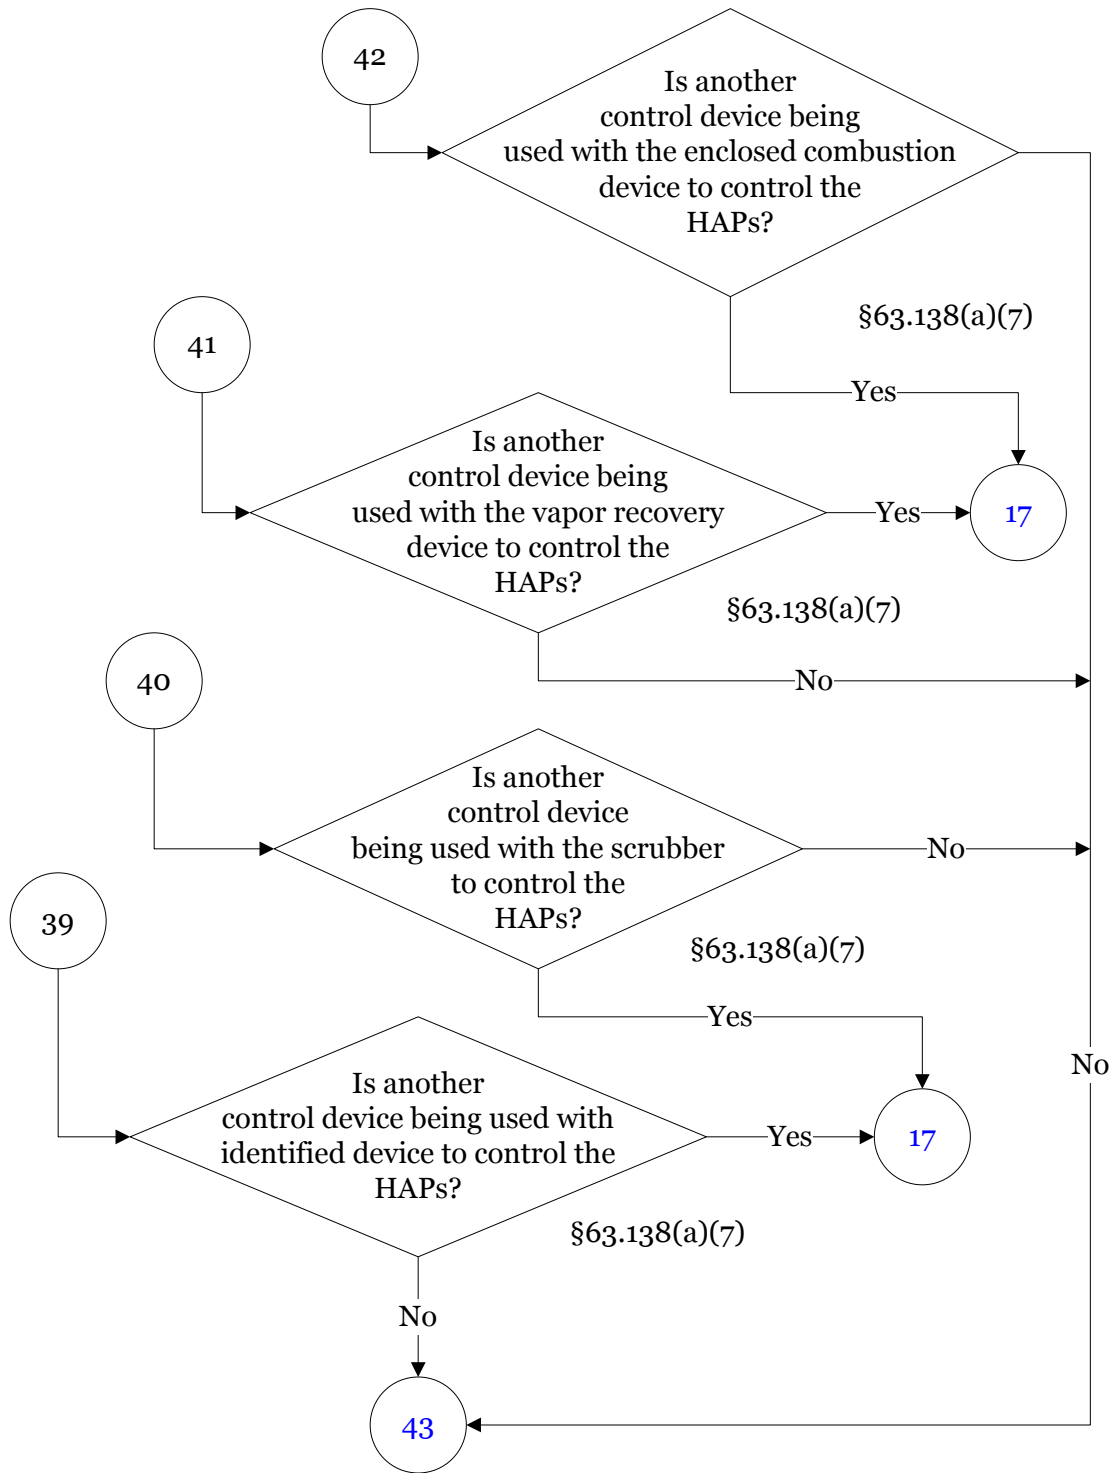 42
Is another
control device being
used with the enclosed combustion
device to control the
HAPs?
§63.138(a)(7)
Yes
41
Is another
control device being
used with the vapor recovery
device to control the
HAPs?
Yes
17
§63.138(a)(7)
No
40
Is another
control device
being used with the scrubber
to control the
HAPs?
No
§63.138(a)(7)
Yes
39
Is another
control device being used with
identified device to control the
HAPs?
Yes
17
No
§63.138(a)(7)
No
43